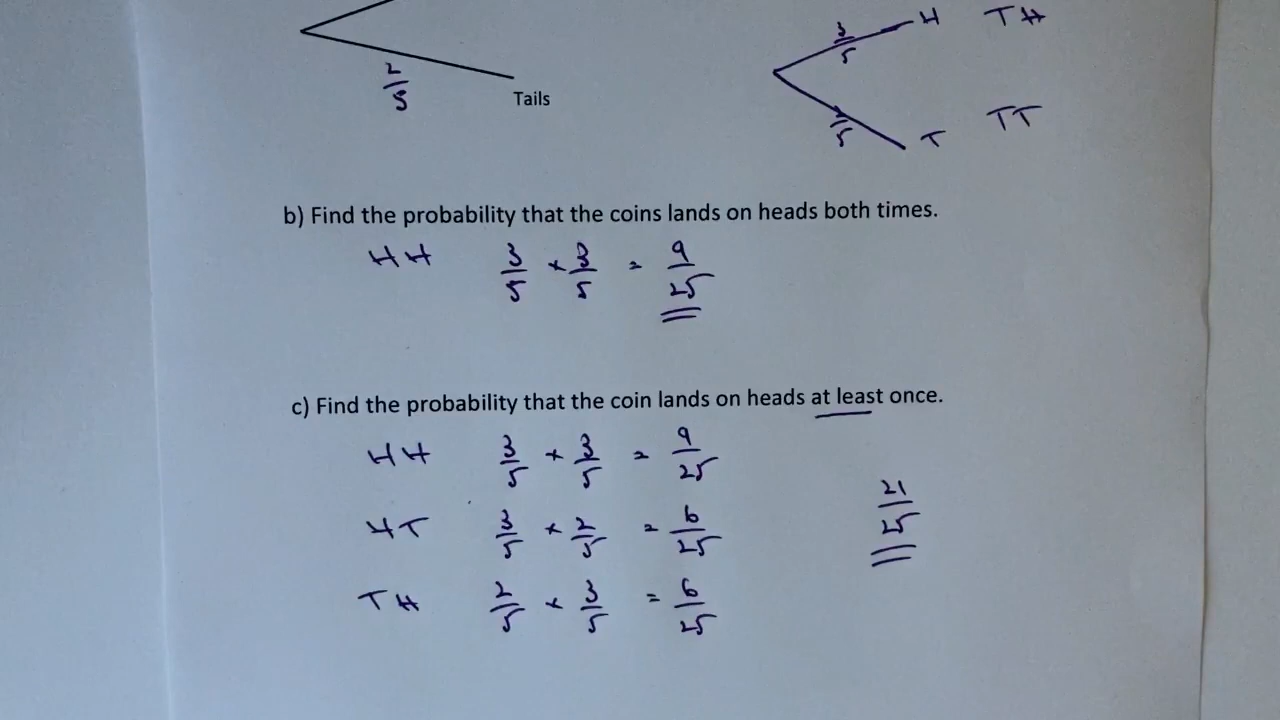 3/5 H TH
2/5 Tails
2/5 T TT
b) Find the probability that the coins lands on heads both times.
HH 3/5 × 3/5 = 9/25
c) Find the probability that the coin lands on heads at least once.
HH 3/5 × 3/5 = 9/25
HT 3/5 × 2/5 = 6/25
21/25
TH 2/5 × 3/5 = 6/25